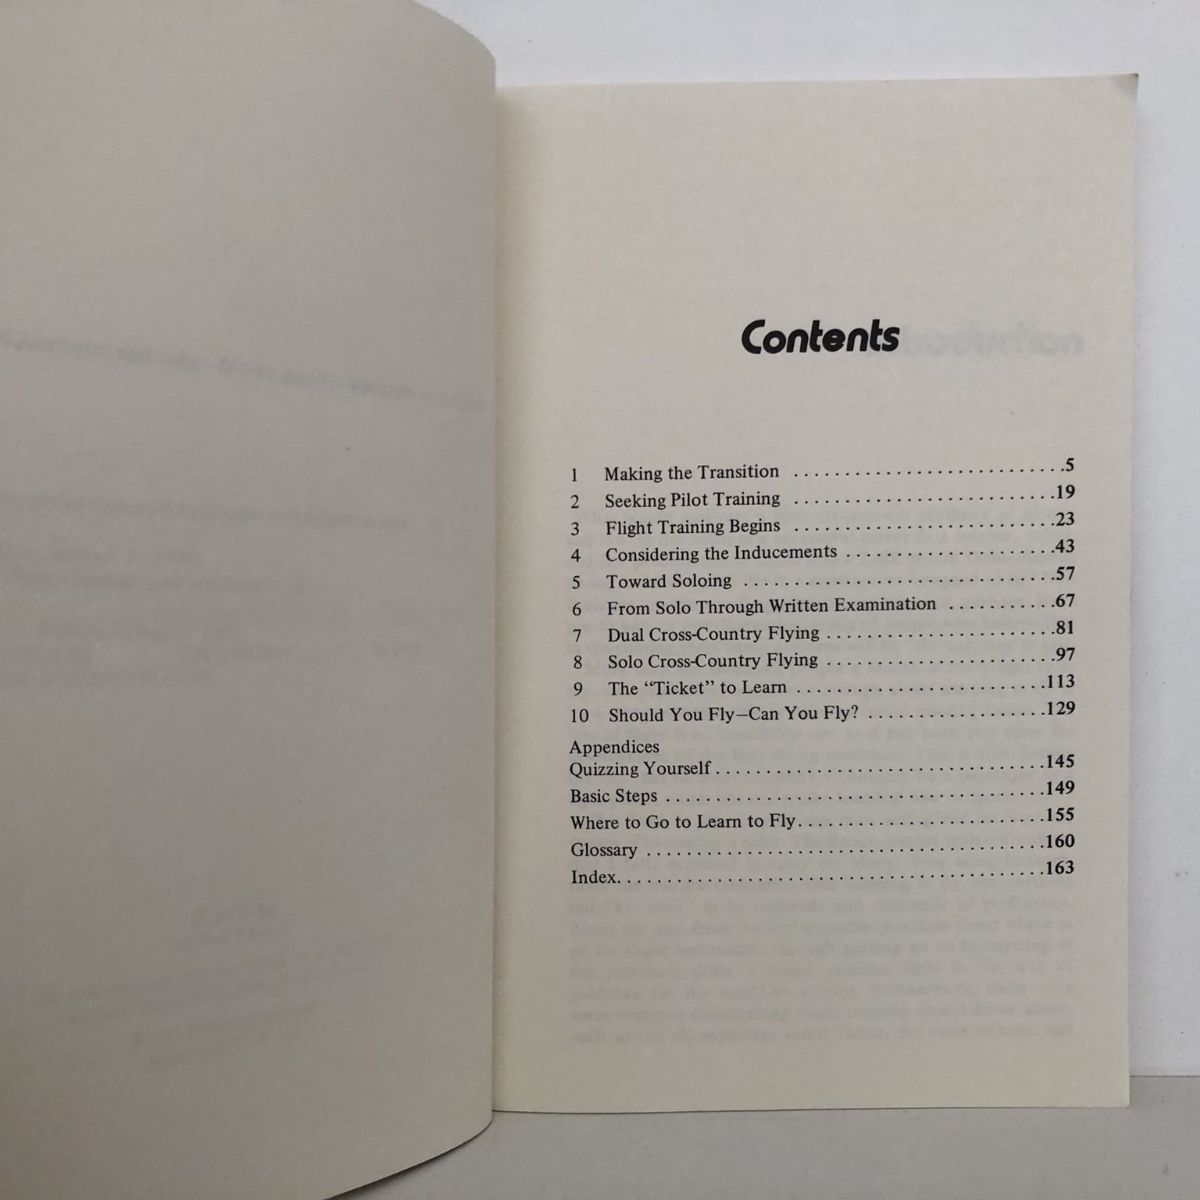 Contents
1 Making the Transition ...........................5
2 Seeking Pilot Training ..........................19
3 Flight Training Begins ..........................23
4 Considering the Inducements .....................43
5 Toward Soloing ...............................57
6 From Solo Through Written Examination ...........67
7 Dual Cross-Country Flying .......................81
8 Solo Cross-Country Flying .......................97
9 The “Ticket” to Learn .........................113
10 Should You Fly—Can You Fly? ..................129
Appendices
Quizzing Yourself.................................145
Basic Steps ......................................149
Where to Go to Learn to Fly.........................155
Glossary ........................................160
Index...........................................163